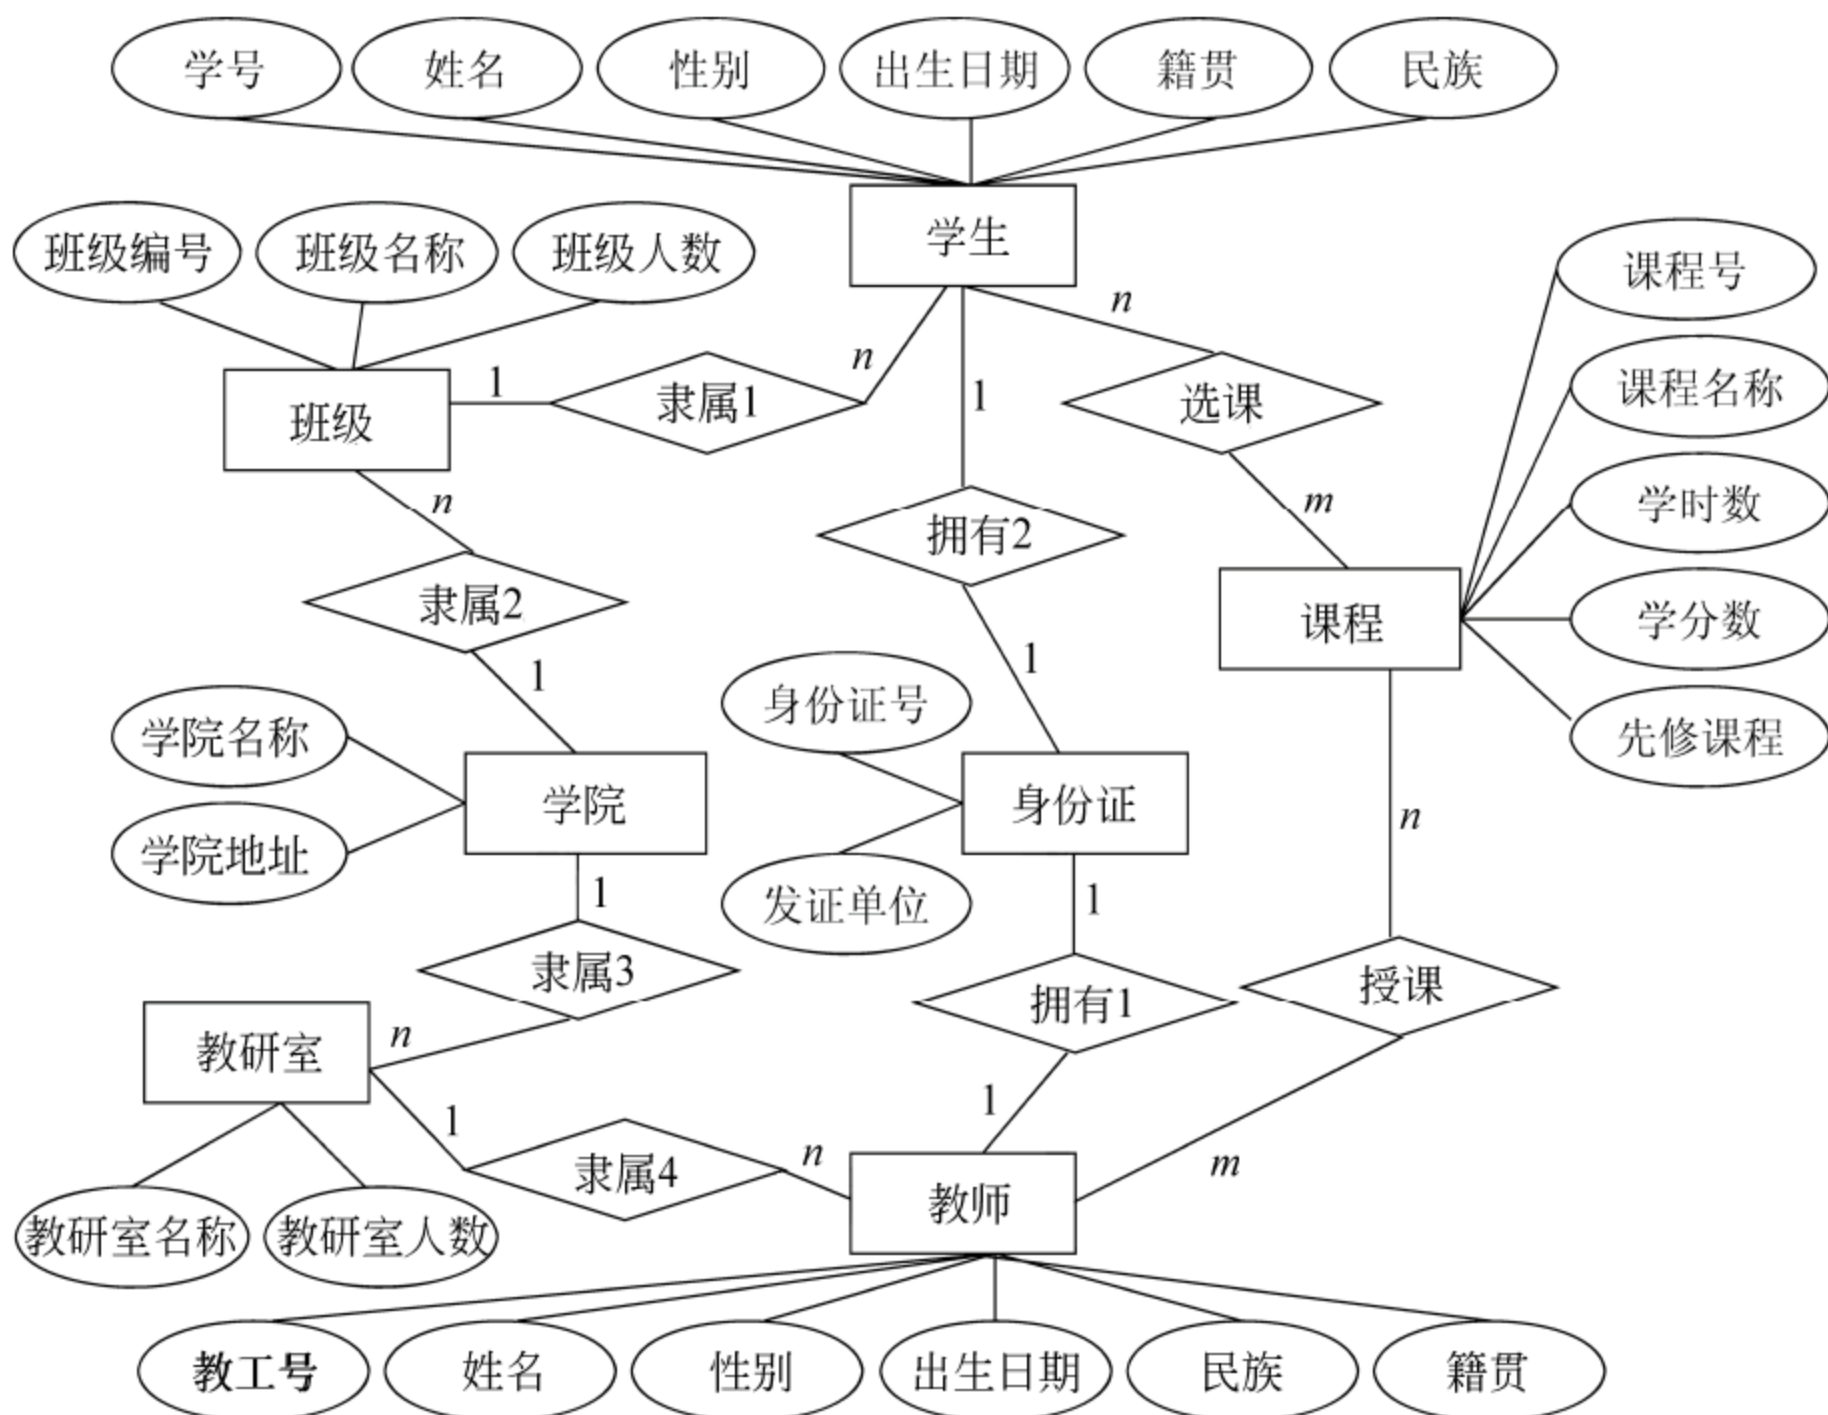 学号 姓名 性别 出生日期 籍贯 民族
学生
班级编号 班级名称 班级人数
课程号
n
课程名称
1 隶属1 n
1
选课
班级
n
m
学时数
拥有2
隶属2
课程
学分数
1
1
身份证号
学院名称
先修课程
学院
身份证
n
学院地址
1
1
发证单位
隶属3
授课
拥有1
教研室
n
1
1
n
m
隶属4
教师
教研室名称 教研室人数
教工号 姓名 性别 出生日期 民族 籍贯